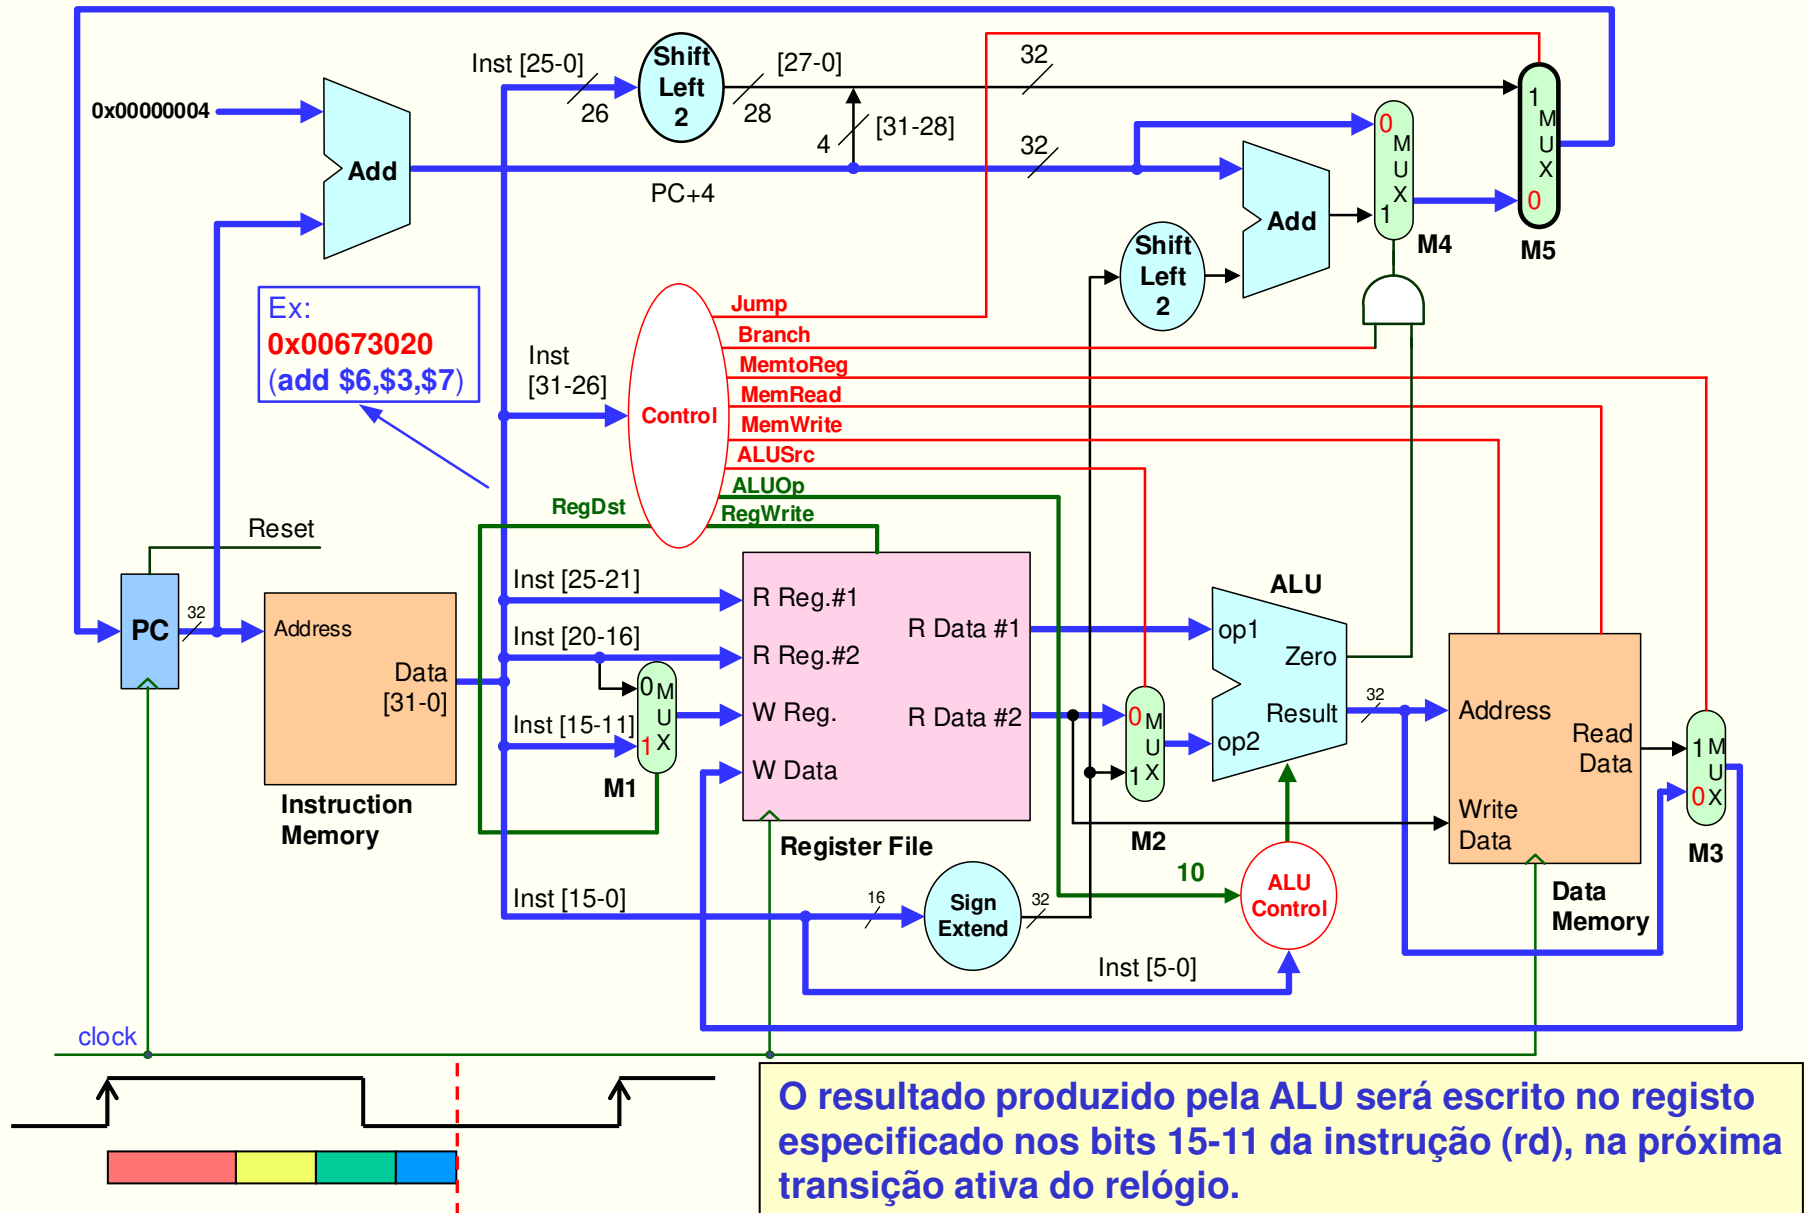 Inst [25-0]
26
Shift
Left
2
[27-0]
28
32
0x00000004
Add
4
[31-28]
PC+4
32
0
M
U
X
1
M4
1
M
U
X
0
M5
Add
Shift
Left
2
Ex:
0x00673020
(add $6,$3,$7)
Inst
[31-26]
Control
Jump
Branch
MemtoReg
MemRead
MemWrite
ALUSrc
ALUOp
RegDst
RegWrite
Reset
PC
32
Address
Data
[31-0]
Instruction
Memory
Inst [25-21]
Inst [20-16]
Inst [15-11]
0
M
U
1
X
M1
R Reg.#1
R Reg.#2
W Reg.
W Data
R Data #1
R Data #2
Register File
0
M
U
1
X
M2
ALU
op1
Zero
Result
op2
32
Address
Read
Data
Write
Data
Data
Memory
1
M
U
0
X
M3
Inst [15-0]
16
Sign
Extend
32
10
ALU
Control
Inst [5-0]
clock
O resultado produzido pela ALU será escrito no registo
especificado nos bits 15-11 da instrução (rd), na próxima
transição ativa do relógio.